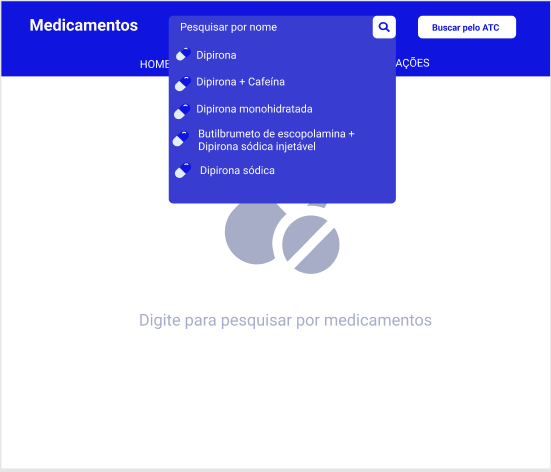 Medicamentos
Pesquisar por nome
Buscar pelo ATC
HOME
AÇÕES
Dipirona
Dipirona + Cafeína
Dipirona monohidratada
Butilbrumeto de escopolamina +
Dipirona sódica injetável
Dipirona sódica
Digite para pesquisar por medicamentos